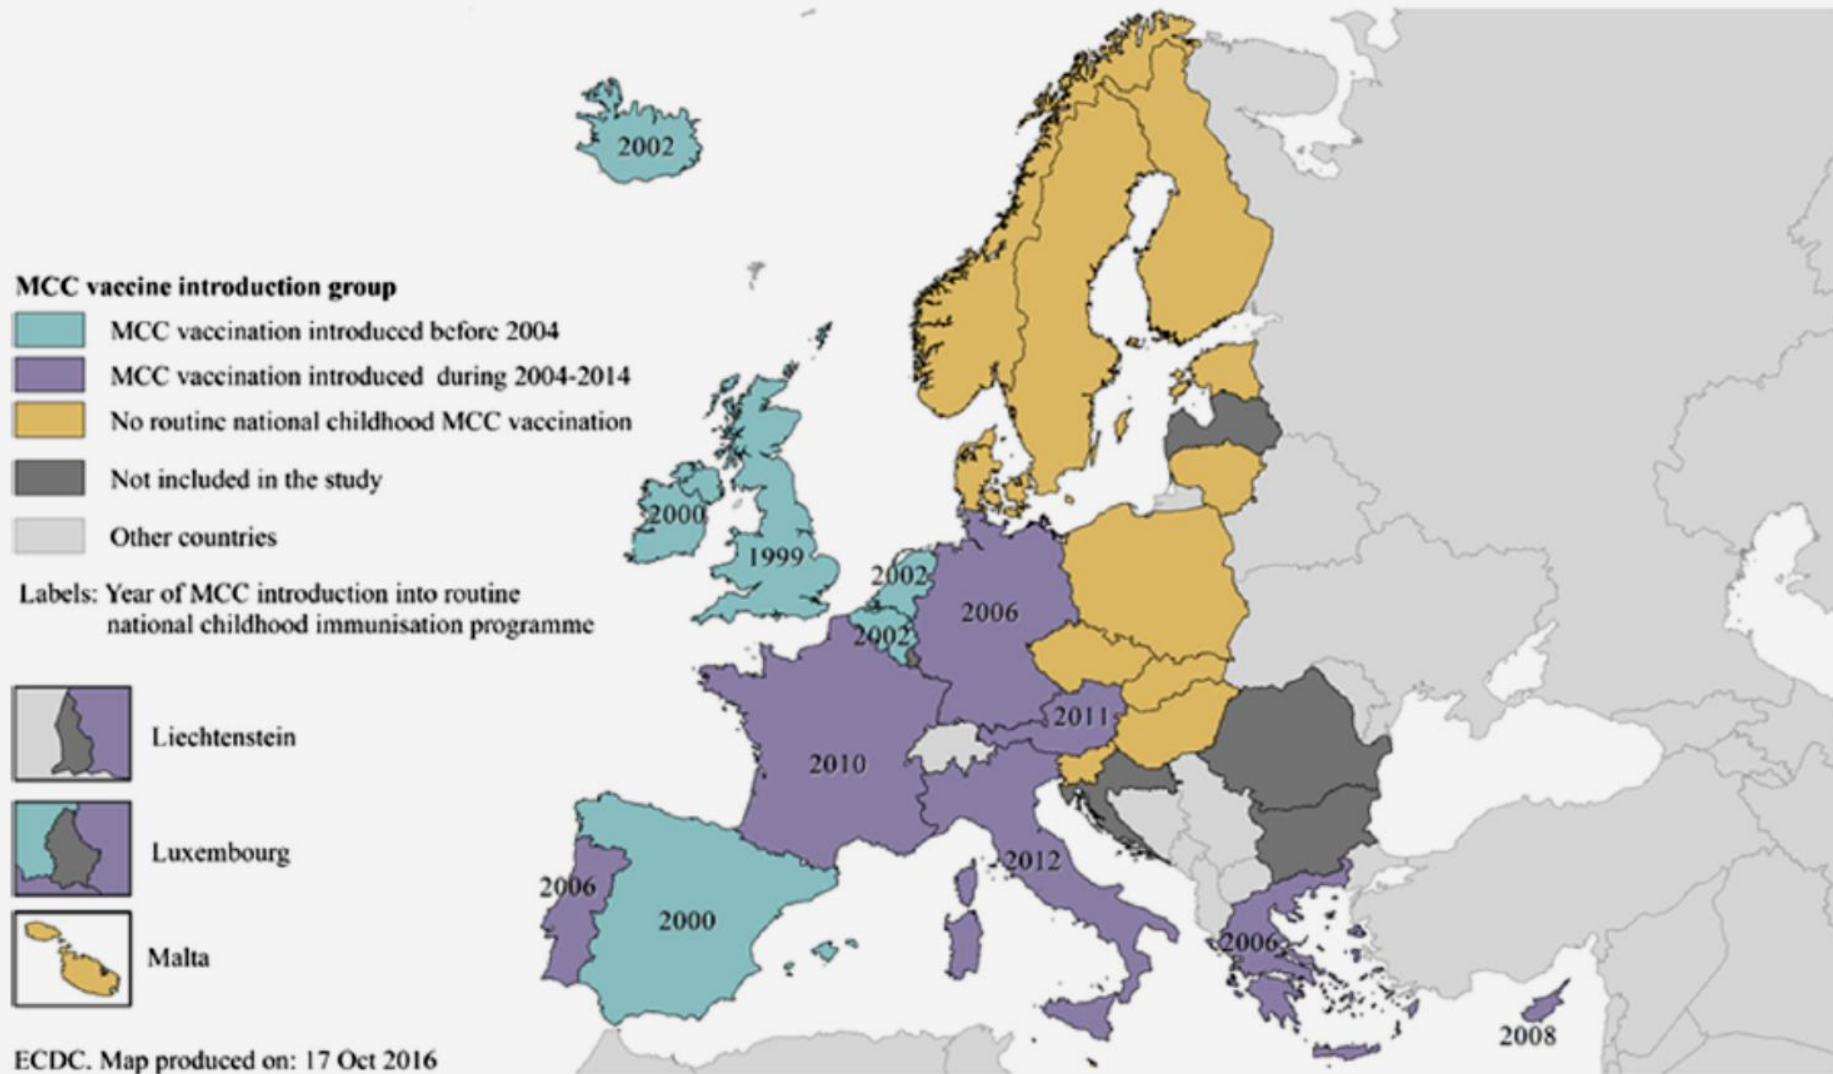 MCC vaccine introduction group
MCC vaccination introduced before 2004
MCC vaccination introduced during 2004-2014
No routine national childhood MCC vaccination
Not included in the study
Other countries
Labels: Year of MCC introduction into routine
national childhood immunisation programme
Liechtenstein
Luxembourg
Malta
ECDC. Map produced on: 17 Oct 2016
2002
2000
1999
2002
2002
2006
2011
2010
2012
2006
2000
2006
2008